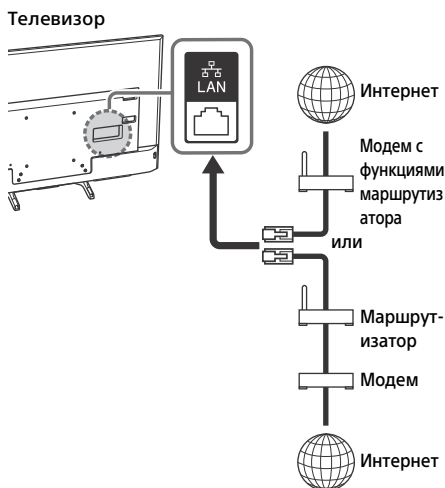 Телевизор
LAN
Интернет
Модем с
функциями
маршрутиз
атора
или
Маршрут-
изатор
Модем
Интернет